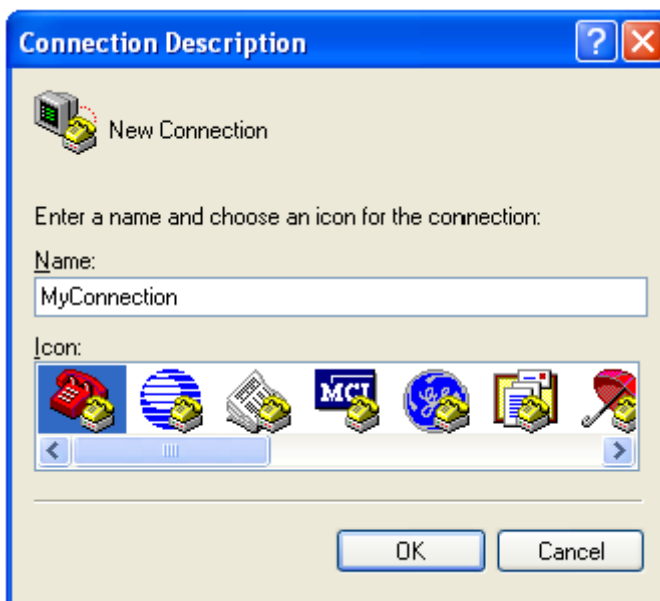 Connection Description
New Connection
Enter a name and choose an icon for the connection:
Name:
MyConnection
Icon:
MCI
OK
Cancel